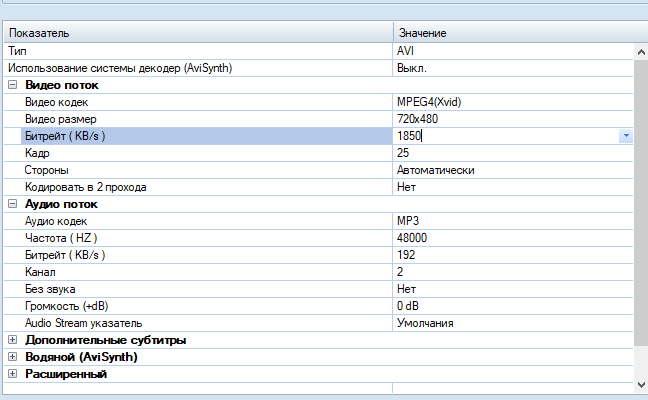 Показатель Значение
Тип AVI
Использование системы декодер (AviSynth) Выкл.
Видео поток
Видео кодек MPEG4(Xvid)
Видео размер 720x480
Битрейт ( KB/s ) 1850
Кадр 25
Стороны Автоматически
Кодировать в 2 прохода Нет
Аудио поток
Аудио кодек MP3
Частота ( HZ ) 48000
Битрейт ( KB/s ) 192
Канал 2
Без звука Нет
Громкость (+dB) 0 dB
Audio Stream указатель Умолчания
Дополнительные субтитры
Водяной (AviSynth)
Расширенный